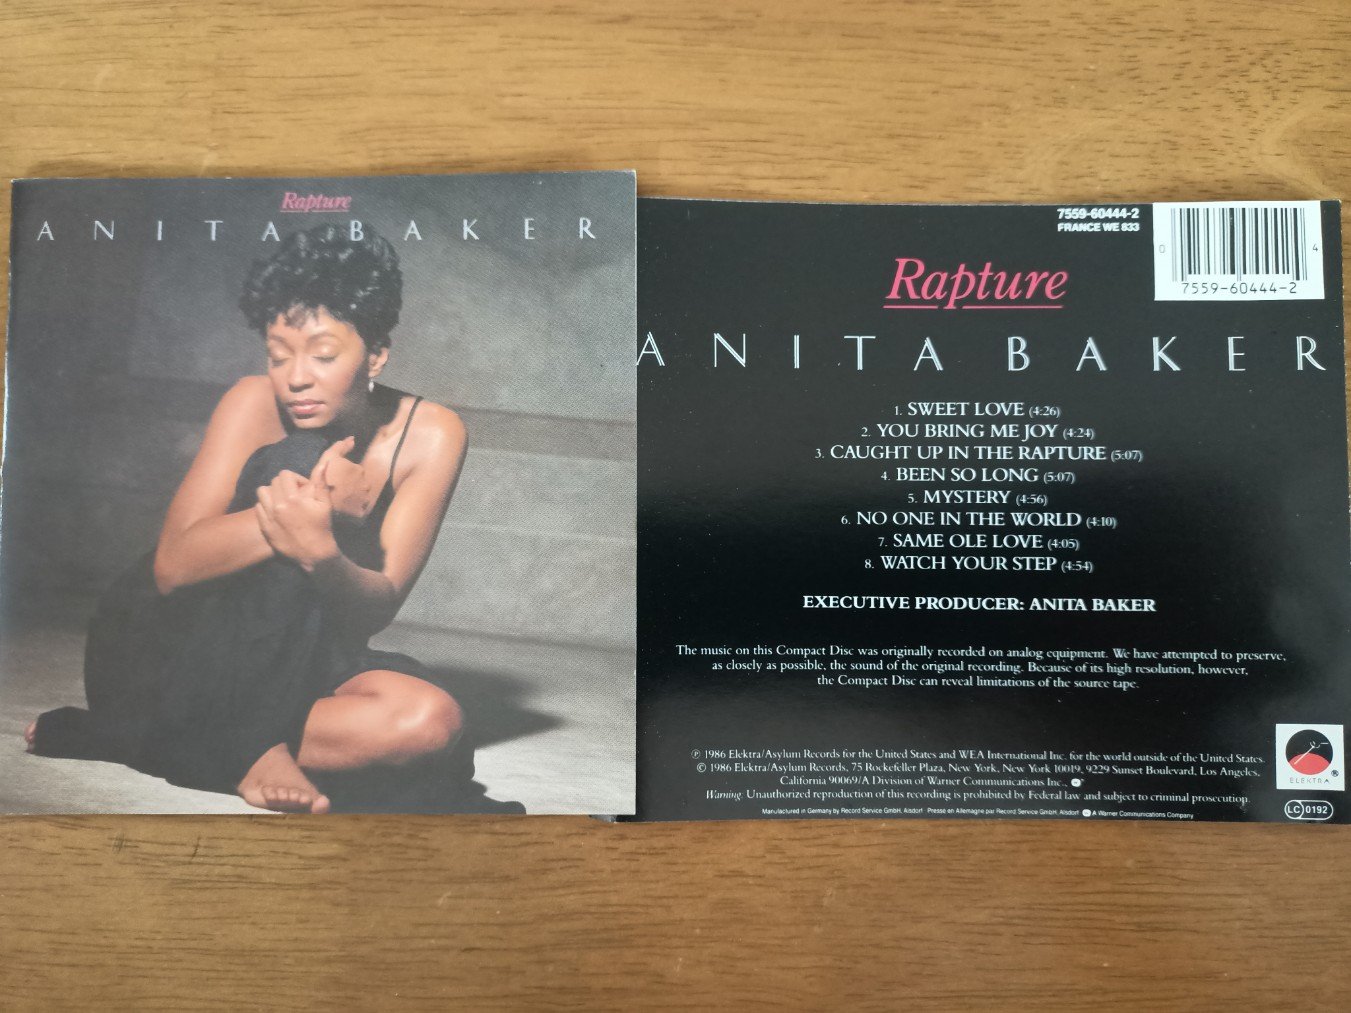 Rapture
ANITA BAKER
7559-60444-2
FRANCE WE 833
0 7559-60444-2 4
Rapture
ANITA BAKER
1. SWEET LOVE (4:26)
2. YOU BRING ME JOY (4:24)
3. CAUGHT UP IN THE RAPTURE (5:07)
4. BEEN SO LONG (5:07)
5. MYSTERY (4:56)
6. NO ONE IN THE WORLD (4:10)
7. SAME OLE LOVE (4:05)
8. WATCH YOUR STEP (4:54)
EXECUTIVE PRODUCER: ANITA BAKER
The music on this Compact Disc was originally recorded on analog equipment. We have attempted to preserve,
as closely as possible, the sound of the original recording. Because of its high resolution, however,
the Compact Disc can reveal limitations of the source tape.
℗ 1986 Elektra/Asylum Records for the United States and WEA International Inc. for the world outside of the United States.
© 1986 Elektra/Asylum Records, 75 Rockefeller Plaza, New York, New York 10019, 9229 Sunset Boulevard, Los Angeles,
California 90069/A Division of Warner Communications Inc.,
Warning: Unauthorized reproduction of this recording is prohibited by Federal law and subject to criminal prosecution.
Manufactured in Germany by Record Service GmbH, Alsdorf · Presse en Allemagne par Record Service GmbH, Alsdorf A Warner Communications Company
ELEKTRA ®
LC 0192